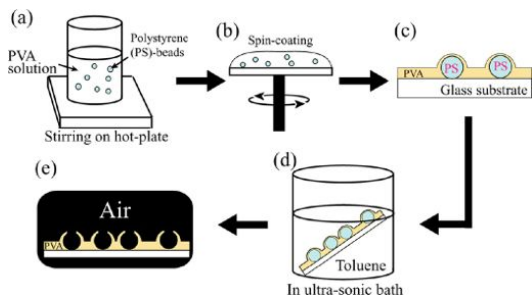 (a)
PVA
solution
Polystyrene
(PS)-beads
Stirring on hot-plate
(b)
Spin-coating
(c)
PS
PS
PVA
Glass substrate
(d)
Toluene
In ultra-sonic bath
(e)
Air
PVA